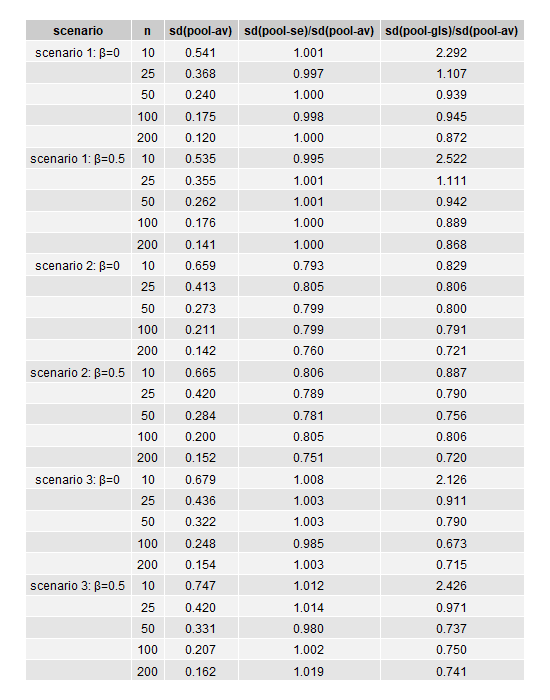 scenario n sd(pool-av) sd(pool-se)/sd(pool-av) sd(pool-gls)/sd(pool-av)
scenario 1: β=0 10 0.541 1.001 2.292
25 0.368 0.997 1.107
50 0.240 1.000 0.939
100 0.175 0.998 0.945
200 0.120 1.000 0.872
scenario 1: β=0.5 10 0.535 0.995 2.522
25 0.355 1.001 1.111
50 0.262 1.001 0.942
100 0.176 1.000 0.889
200 0.141 1.000 0.868
scenario 2: β=0 10 0.659 0.793 0.829
25 0.413 0.805 0.806
50 0.273 0.799 0.800
100 0.211 0.799 0.791
200 0.142 0.760 0.721
scenario 2: β=0.5 10 0.665 0.806 0.887
25 0.420 0.789 0.790
50 0.284 0.781 0.756
100 0.200 0.805 0.806
200 0.152 0.751 0.720
scenario 3: β=0 10 0.679 1.008 2.126
25 0.436 1.003 0.911
50 0.322 1.003 0.790
100 0.248 0.985 0.673
200 0.154 1.003 0.715
scenario 3: β=0.5 10 0.747 1.012 2.426
25 0.420 1.014 0.971
50 0.331 0.980 0.737
100 0.207 1.002 0.750
200 0.162 1.019 0.741